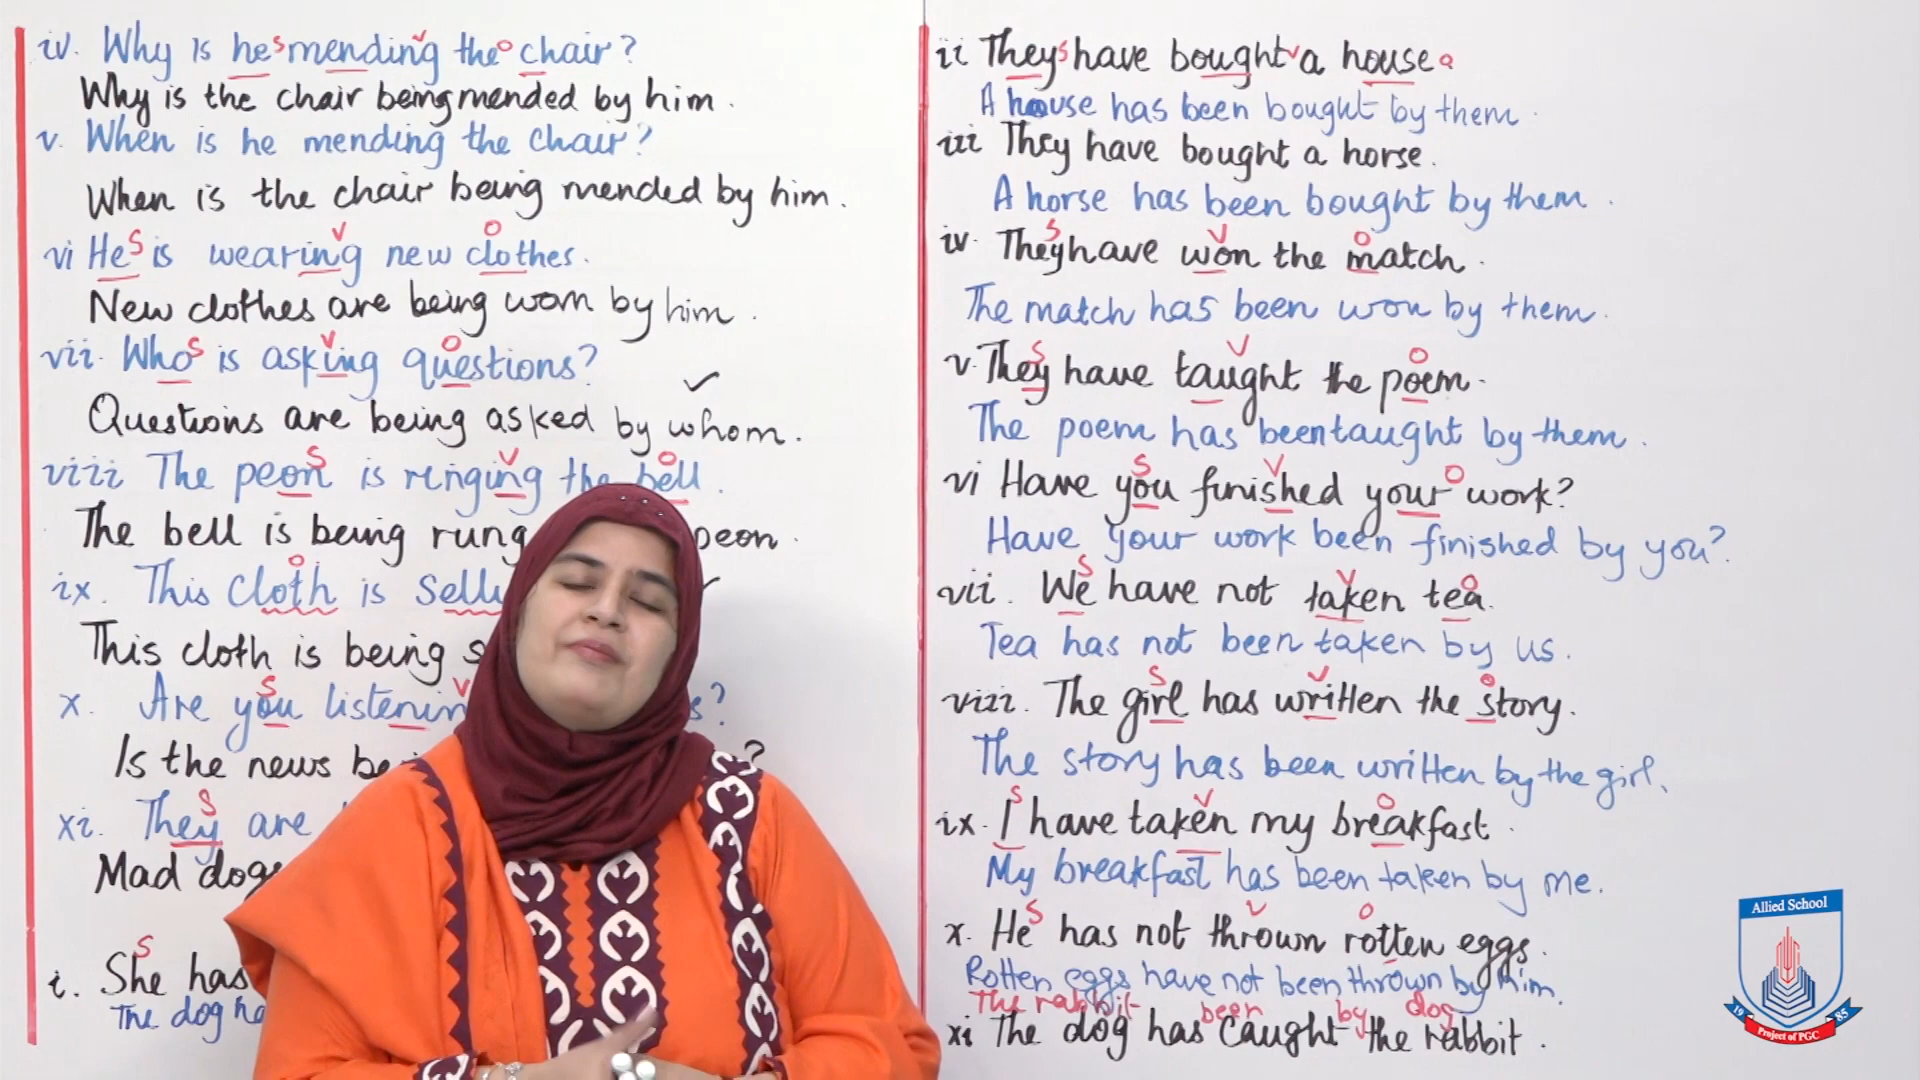 iv. Why is he mending the chair?
Why is the chair being mended by him.
v. When is he mending the chair?
When is the chair being mended by him.
vi He is wearing new clothes.
New clothes are being worn by him.
vii. Who is asking questions?
Questions are being asked by whom.
viii The peon is ringing the bell.
The bell is being rung peon.
ix. This Cloth is
This cloth is being
x. Are you
Is the news
xi. They are
Mad dogs
i. She has
The dog
ii They have bought a house
A house has been bought by them.
iii They have bought a horse.
A horse has been bought by them.
iv. They have won the match.
The match has been won by them.
v. They have taught the poem.
The poem has been taught by them.
vi Have you finished your work?
Have your work been finished by you?
vii. We have not taken tea.
Tea has not been taken by us.
viii. The girl has written the story.
The story has been written by the girl.
ix. I have taken my breakfast.
My breakfast has been taken by me.
x. He has not thrown rotten eggs.
Rotten eggs have not been thrown by him.
The rabbit been by dog
xi The dog has caught the rabbit.
Allied School
19 85
Project of PGC